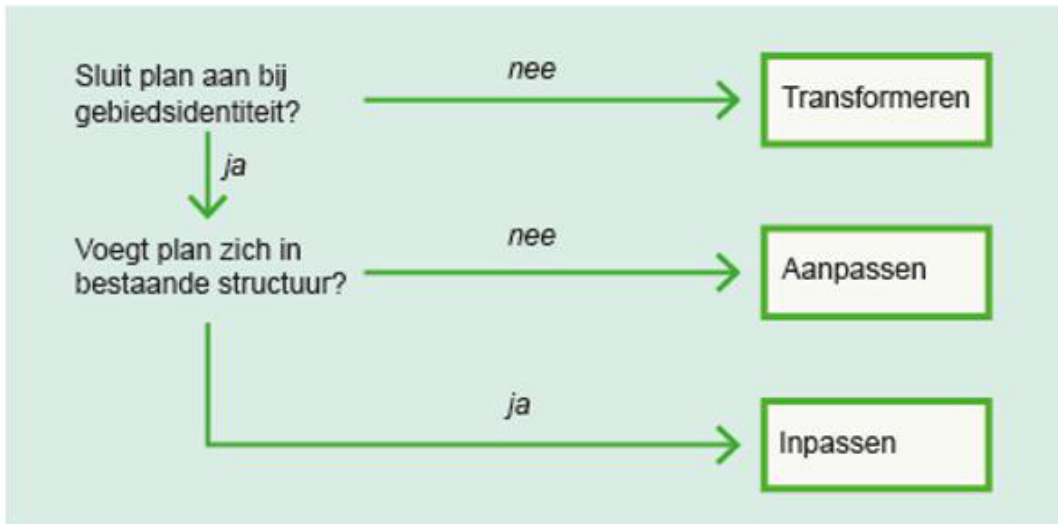 Sluit plan aan bij
gebiedsidentiteit?
nee
Transformeren
ja
Voegt plan zich in
bestaande structuur?
nee
Aanpassen
ja
Inpassen